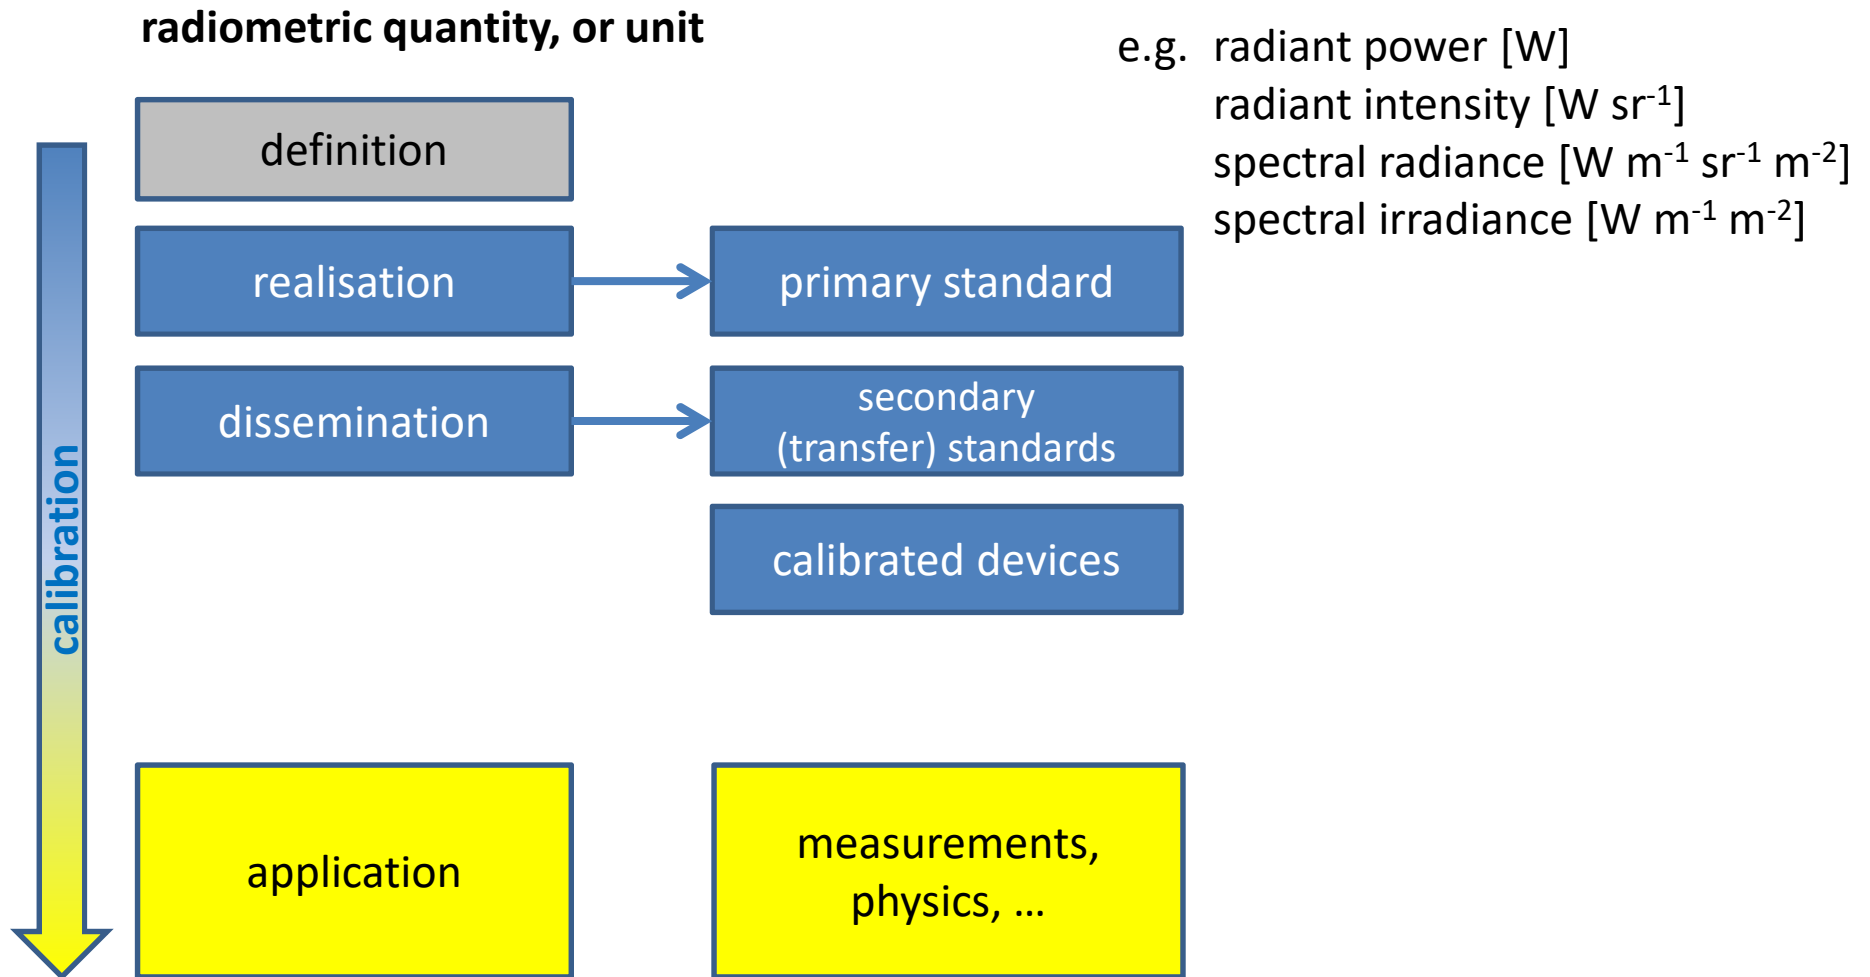 radiometric quantity, or unit
e.g. radiant power [W]
radiant intensity [W sr⁻¹]
spectral radiance [W m⁻¹ sr⁻¹ m⁻²]
spectral irradiance [W m⁻¹ m⁻²]
definition
realisation
primary standard
dissemination
secondary
(transfer) standards
calibrated devices
calibration
application
measurements,
physics, ...